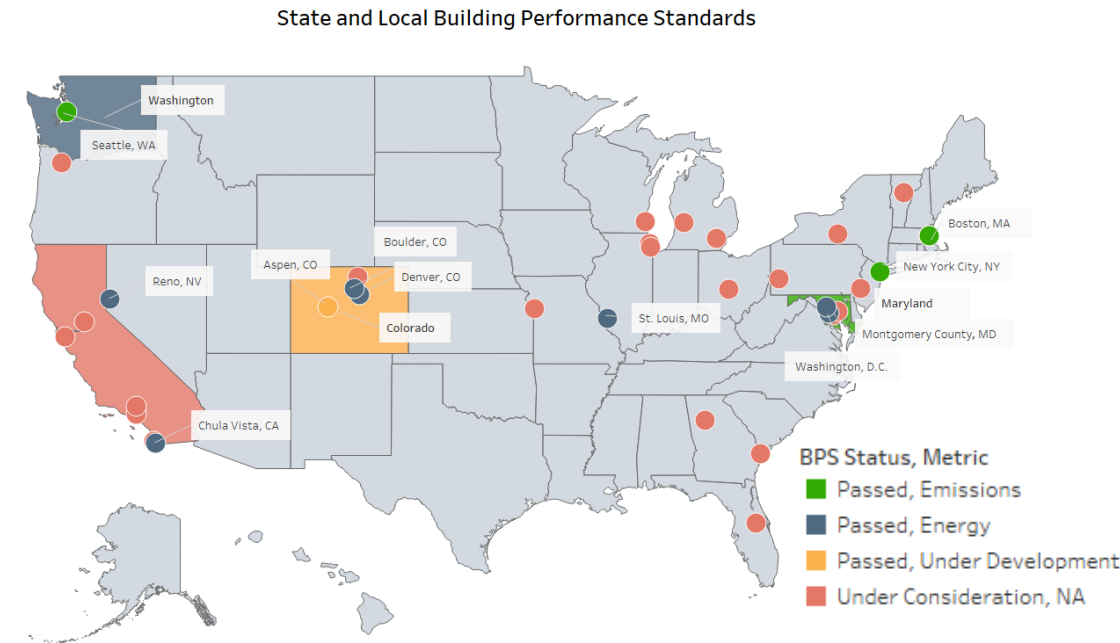 State and Local Building Performance Standards
Washington
Seattle, WA
Boulder, CO
Aspen, CO
Denver, CO
Reno, NV
Colorado
St. Louis, MO
Chula Vista, CA
Boston, MA
New York City, NY
Maryland
Montgomery County, MD
Washington, D.C.
BPS Status, Metric
Passed, Emissions
Passed, Energy
Passed, Under Development
Under Consideration, NA